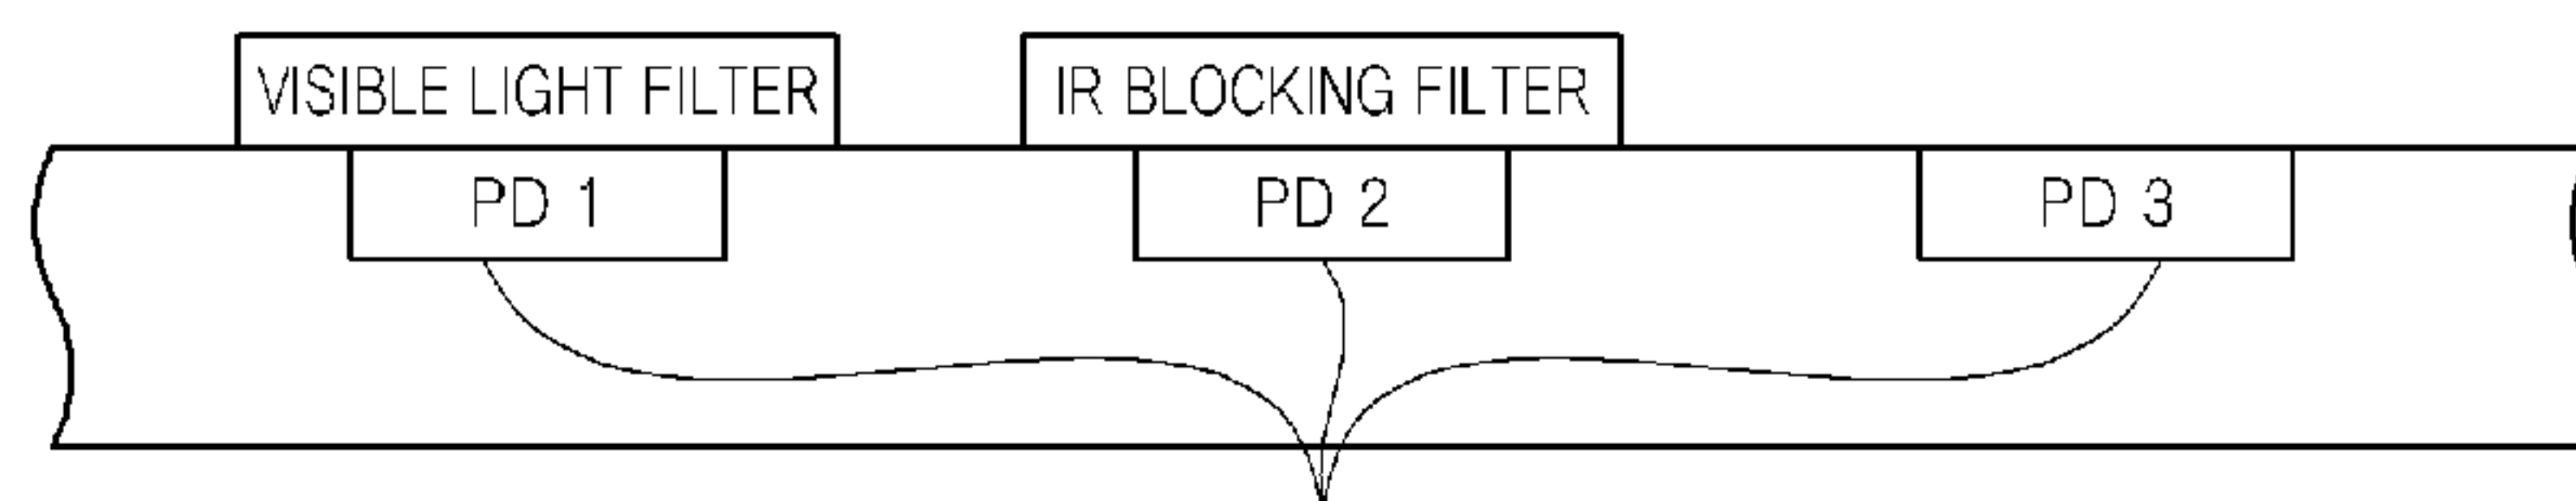 VISIBLE LIGHT FILTER
IR BLOCKING FILTER
PD 1
PD 2
PD 3